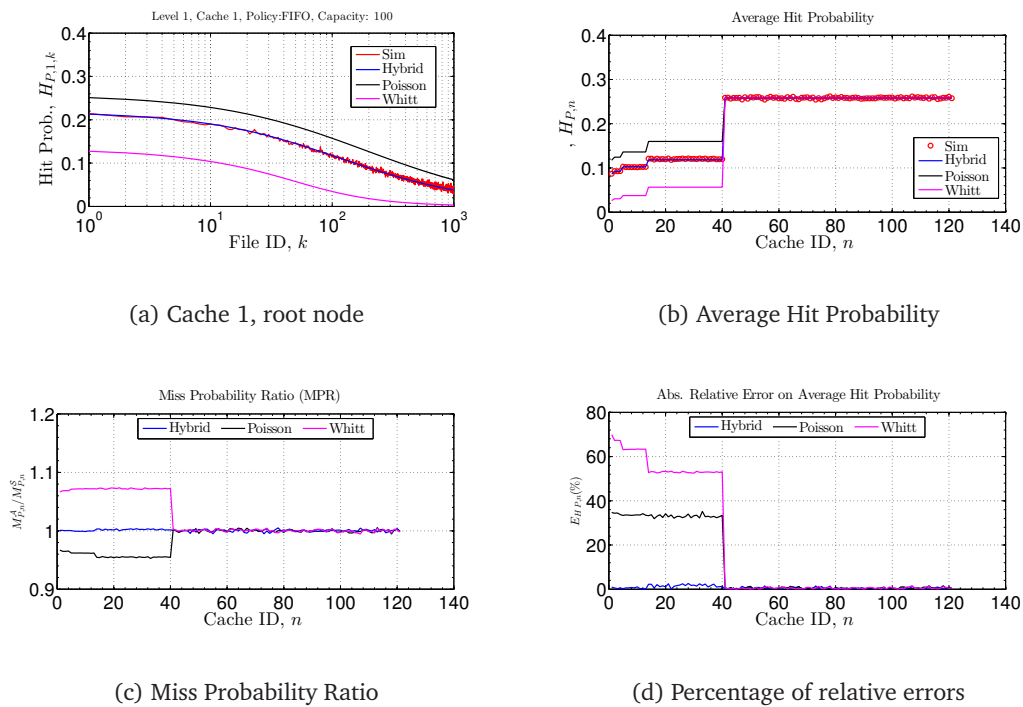 Level 1, Cache 1, Policy:FIFO, Capacity: 100
Hit Prob., H_{P,1,k}
0.4
0.3
0.2
0.1
0
Sim
Hybrid
Poisson
Whitt
10^0 10^1 10^2 10^3
File ID, k
(a) Cache 1, root node
Average Hit Probability
, H_{P,n}
0.4
0.3
0.2
0.1
0
Sim
Hybrid
Poisson
Whitt
0 20 40 60 80 100 120 140
Cache ID, n
(b) Average Hit Probability
Miss Probability Ratio (MPR)
M^A_{P,n}/M^S_{P,n}
1.2
1.1
1
0.9
Hybrid Poisson Whitt
0 20 40 60 80 100 120 140
Cache ID, n
(c) Miss Probability Ratio
Abs. Relative Error on Average Hit Probability
E_{HP,n}(%)
80
60
40
20
0
Hybrid Poisson Whitt
0 20 40 60 80 100 120 140
Cache ID, n
(d) Percentage of relative errors